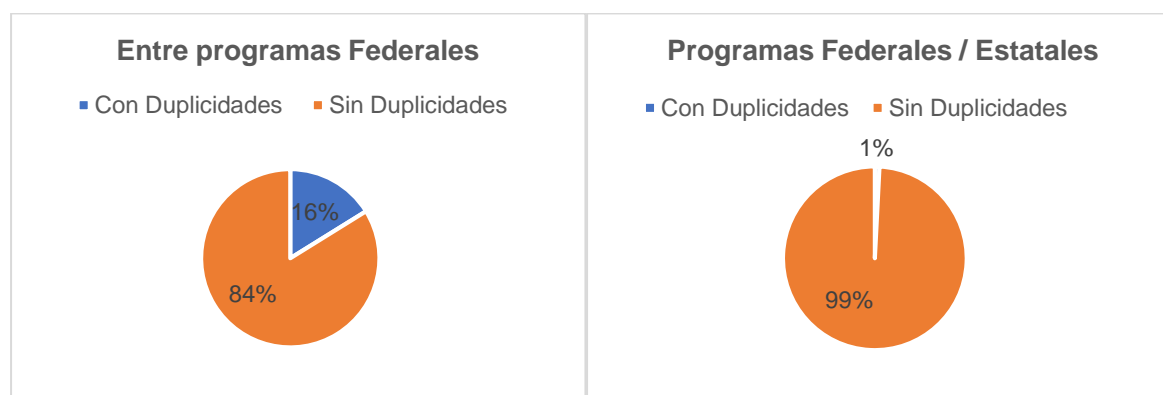 Entre programas Federales
Con Duplicidades Sin Duplicidades
16%
84%
Programas Federales / Estatales
Con Duplicidades Sin Duplicidades
1%
99%